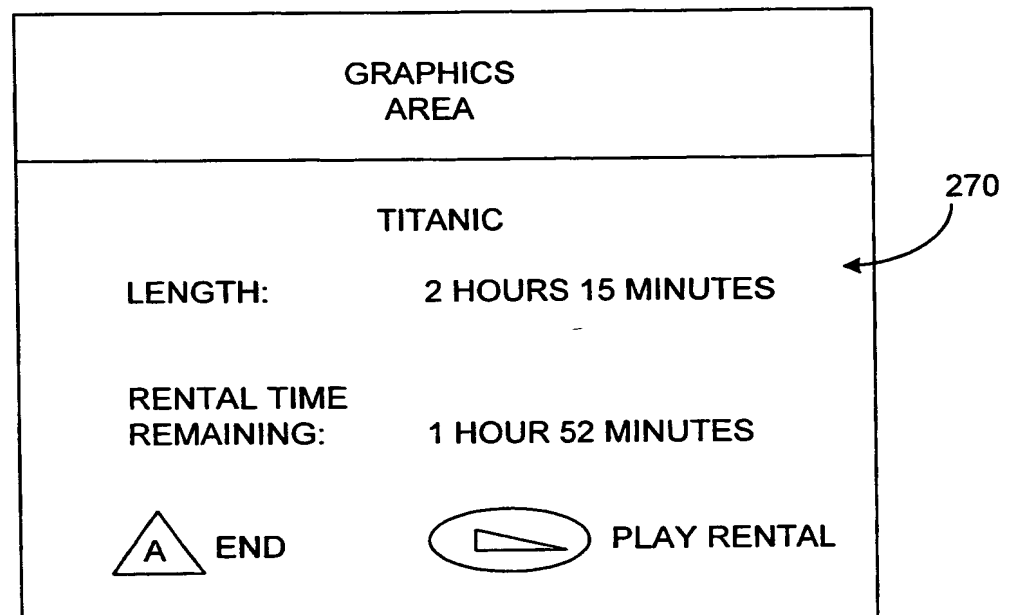 GRAPHICS
AREA
270
TITANIC
LENGTH: 2 HOURS 15 MINUTES
RENTAL TIME
REMAINING: 1 HOUR 52 MINUTES
A END PLAY RENTAL